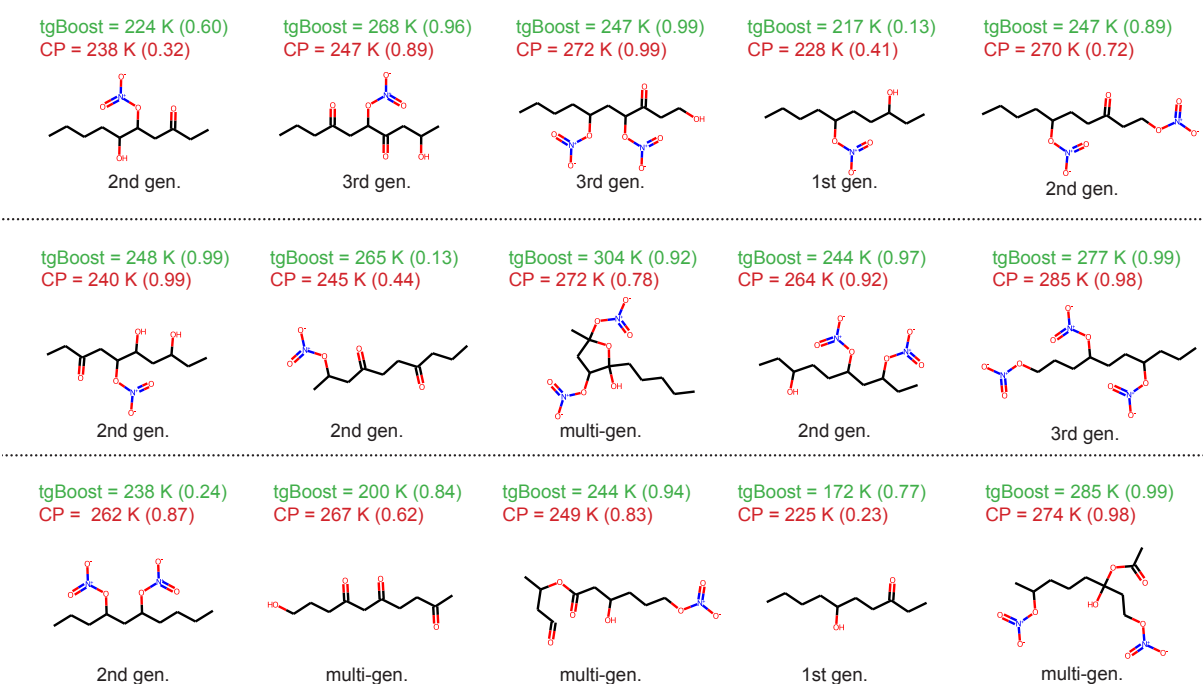 tgBoost = 224 K (0.60) tgBoost = 268 K (0.96) tgBoost = 247 K (0.99) tgBoost = 217 K (0.13) tgBoost = 247 K (0.89)
CP = 238 K (0.32) CP = 247 K (0.89) CP = 272 K (0.99) CP = 228 K (0.41) CP = 270 K (0.72)
2nd gen. 3rd gen. 3rd gen. 1st gen. 2nd gen.
tgBoost = 248 K (0.99) tgBoost = 265 K (0.13) tgBoost = 304 K (0.92) tgBoost = 244 K (0.97) tgBoost = 277 K (0.99)
CP = 240 K (0.99) CP = 245 K (0.44) CP = 272 K (0.78) CP = 264 K (0.92) CP = 285 K (0.98)
2nd gen. 2nd gen. multi-gen. 2nd gen. 3rd gen.
tgBoost = 238 K (0.24) tgBoost = 200 K (0.84) tgBoost = 244 K (0.94) tgBoost = 172 K (0.77) tgBoost = 285 K (0.99)
CP = 262 K (0.87) CP = 267 K (0.62) CP = 249 K (0.83) CP = 225 K (0.23) CP = 274 K (0.98)
2nd gen. multi-gen. multi-gen. 1st gen. multi-gen.